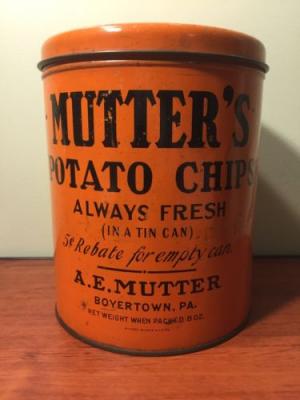 MUTTER'S
POTATO CHIPS
ALWAYS FRESH
(IN A TIN CAN)
5¢ Rebate for empty can.
A.E. MUTTER
BOYERTOWN, PA.
NET WEIGHT WHEN PACKED 8 OZ.